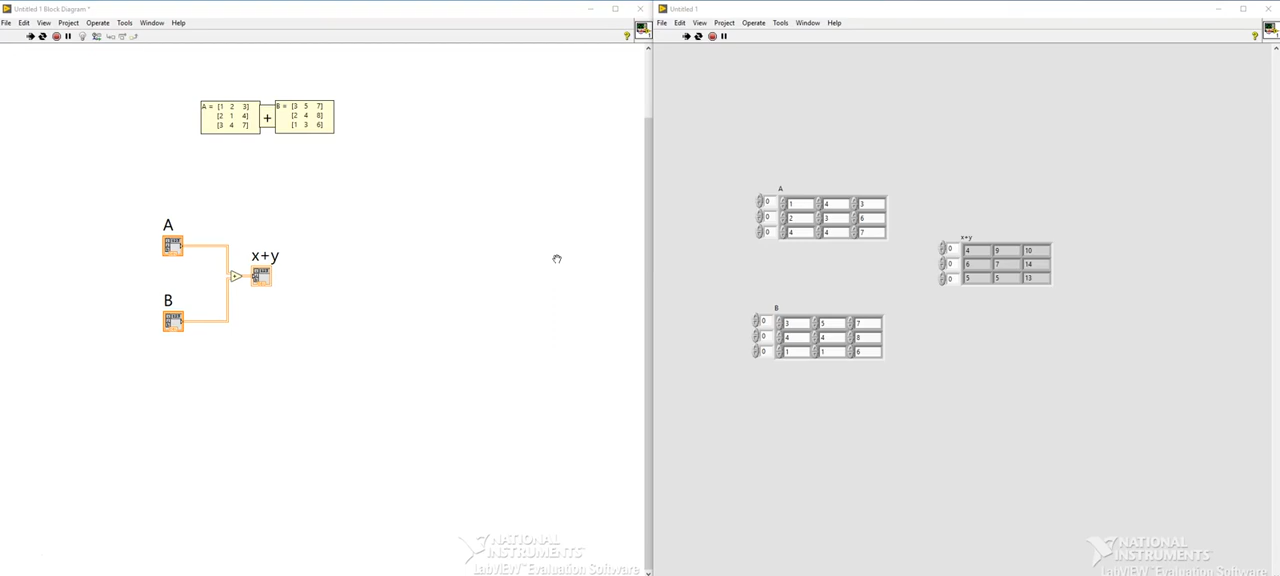 Untitled 1 Block Diagram *
File Edit View Project Operate Tools Window Help
A = [1 2 3]
[2 1 4]
[3 4 7]
+
B = [3 5 7]
[2 4 8]
[1 3 6]
A
x+y
B
NATIONAL
INSTRUMENTS
LabVIEW Evaluation Software
Untitled 1
File Edit View Project Operate Tools Window Help
A
0 1 4 3
0 2 3 6
0 4 4 7
x+y
0 4 9 10
0 6 7 14
0 5 5 13
B
0 3 5 7
0 4 4 8
0 1 1 6
NATIONAL
INSTRUMENTS
LabVIEW Evaluation Software